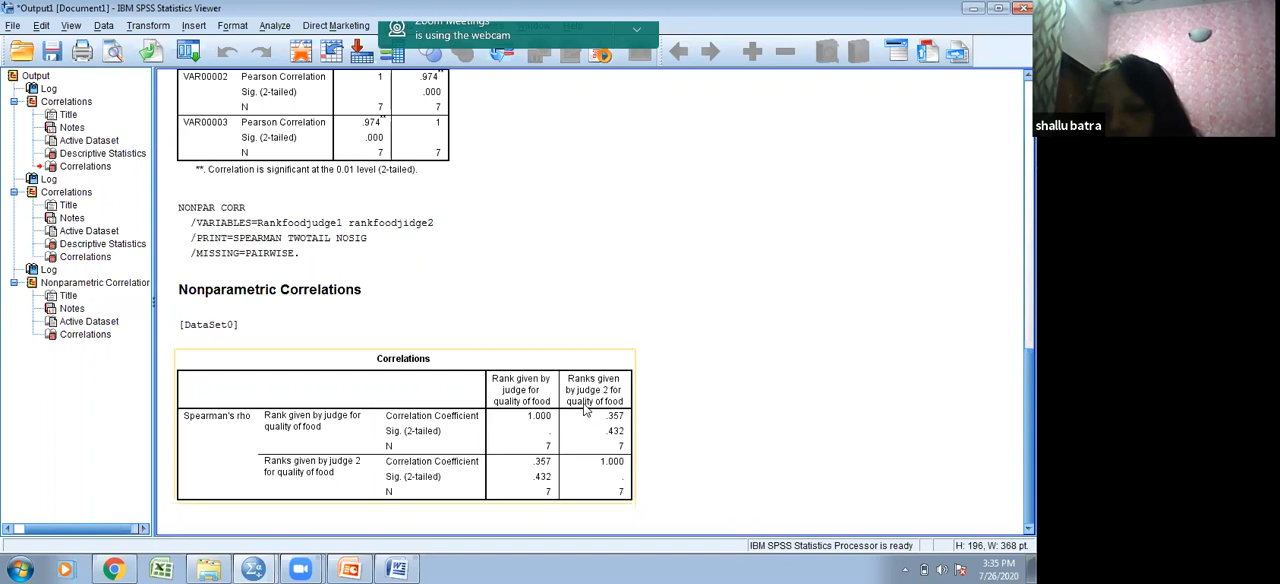 *Output1 [Document1] - IBM SPSS Statistics Viewer
File Edit View Data Transform Insert Format Analyze Direct Marketing
Zoom Meetings
is using the webcam
shallu batra
Output
Log
Correlations
Title
Notes
Active Dataset
Descriptive Statistics
Correlations
Log
Correlations
Title
Notes
Active Dataset
Descriptive Statistics
Correlations
Log
Nonparametric Correlation
Title
Notes
Active Dataset
Correlations
VAR00002 Pearson Correlation 1 .974**
Sig. (2-tailed) .000
N 7 7
VAR00003 Pearson Correlation .974** 1
Sig. (2-tailed) .000
N 7 7
**. Correlation is significant at the 0.01 level (2-tailed).
NONPAR CORR
/VARIABLES=Rankfoodjudge1 rankfoodjidge2
/PRINT=SPEARMAN TWOTAIL NOSIG
/MISSING=PAIRWISE.
Nonparametric Correlations
[DataSet0]
Correlations
Rank given by judge for quality of food
Ranks given by judge 2 for quality of food
Spearman's rho Rank given by judge for quality of food Correlation Coefficient 1.000 .357
Sig. (2-tailed) . .432
N 7 7
Ranks given by judge 2 for quality of food Correlation Coefficient .357 1.000
Sig. (2-tailed) .432 .
N 7 7
IBM SPSS Statistics Processor is ready H: 196, W: 368 pt.
3:35 PM
7/26/2020